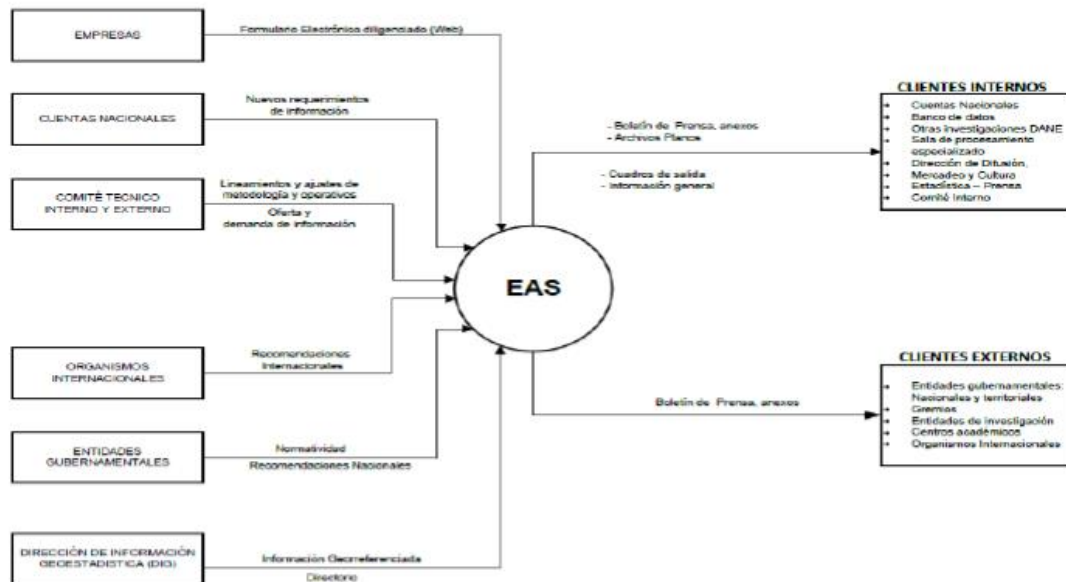 EMPRESAS
Formulario Electrónico diligenciado (Web)
CUENTAS NACIONALES
Nuevos requerimientos
de información
COMITÉ TECNICO
INTERNO Y EXTERNO
Lineamientos y ajustes de
metodología y operativos
Oferta y
demanda de información
ORGANISMOS
INTERNACIONALES
Recomendaciones
Internacionales
ENTIDADES
GUBERNAMENTALES
Normatividad
Recomendaciones Nacionales
DIRECCIÓN DE INFORMACIÓN
GEOESTADISTICA (DIG)
Información Georreferenciada
Directorio
EAS
- Boletín de Prensa, anexos
- Archivos Planos
- Cuadros de salida
- Información general
CLIENTES INTERNOS
Cuentas Nacionales
Banco de datos
Otras investigaciones DANE
Sala de procesamiento
especializado
Dirección de Difusión,
Mercadeo y Cultura
Estadística – Prensa
Comité Interno
Boletín de Prensa, anexos
CLIENTES EXTERNOS
Entidades gubernamentales:
Nacionales y territoriales
Gremios
Entidades de investigación
Centros académicos
Organismos Internacionales